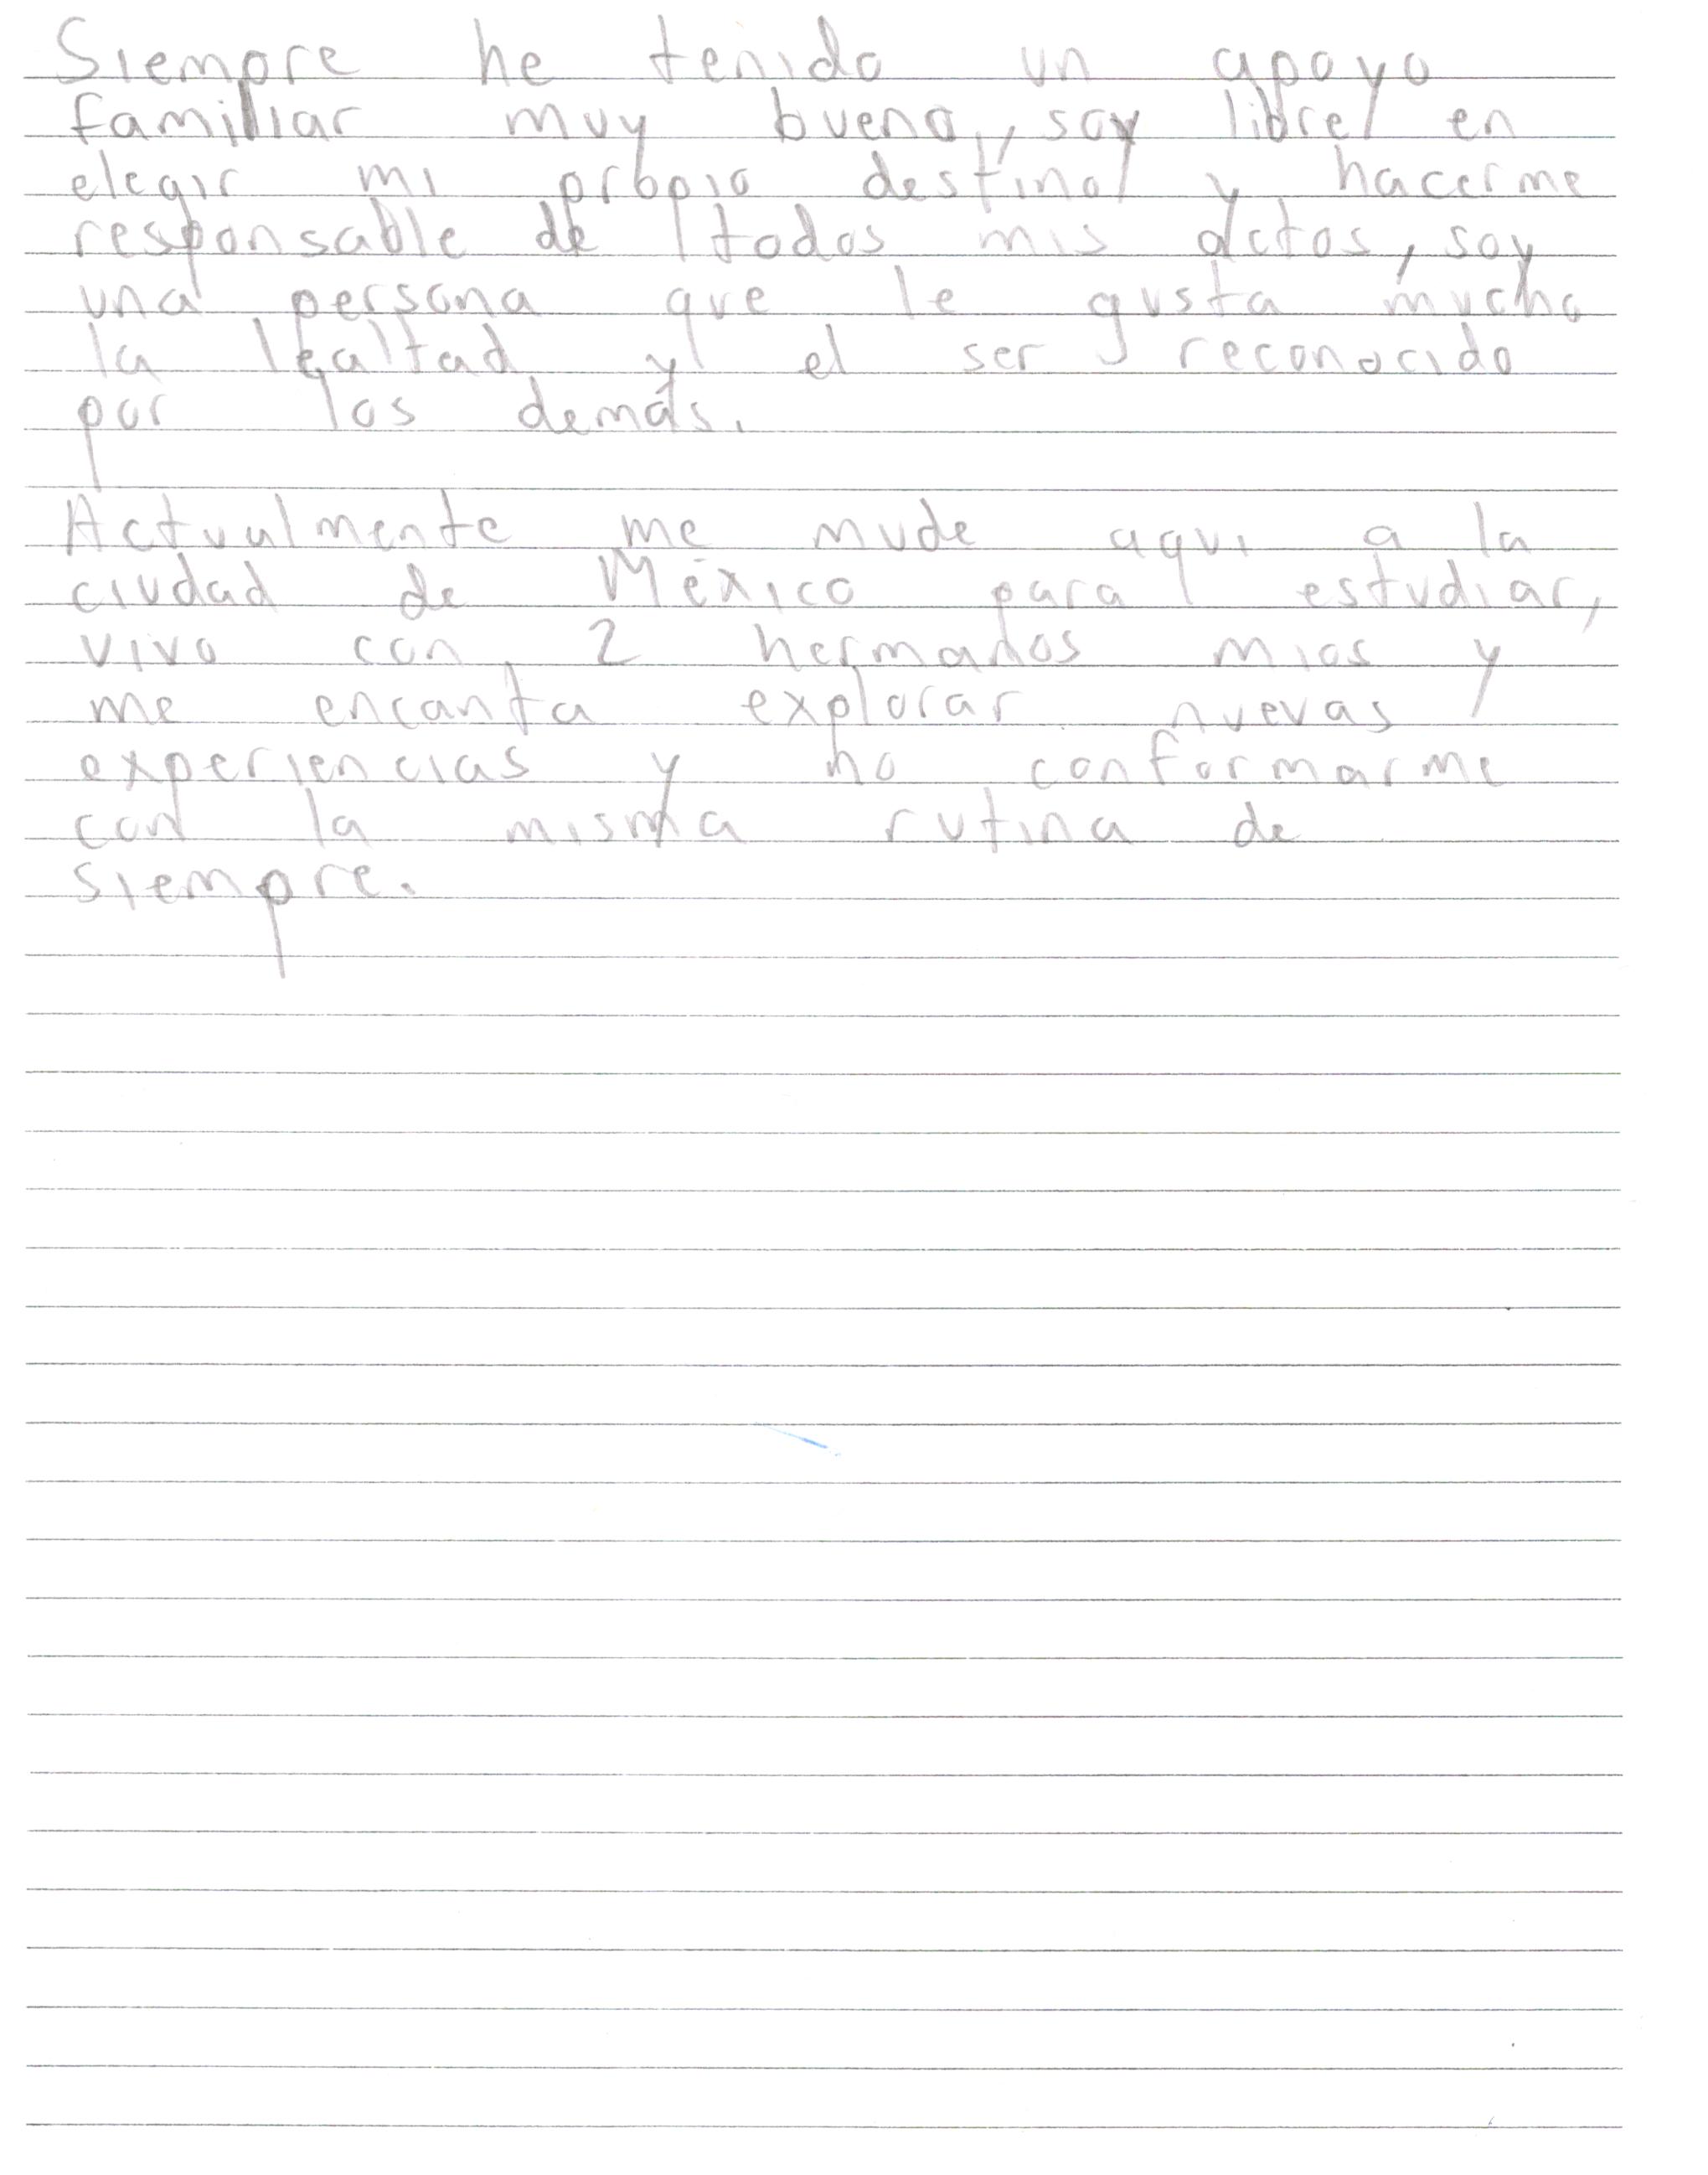 Siempre he tenido un apoyo
familiar muy bueno, soy libre en
elegir mi propio destino y hacerme
responsable de todos mis actos, soy
una persona que le gusta mucho
la lealtad y el ser reconocido
por los demás.
Actualmente me mude aqui a la
ciudad de México para estudiar,
vivo con 2 hermanos mios y
me encanta explorar nuevas
experiencias y no conformarme
con la misma rutina de
siempre.